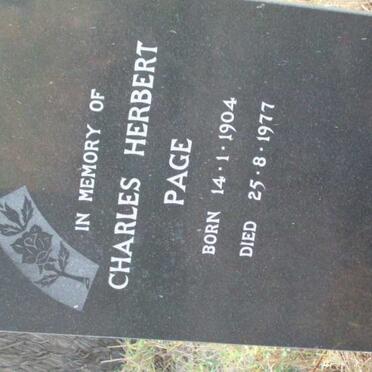 IN MEMORY OF
CHARLES HERBERT
PAGE
BORN 14·1·1904
DIED 25·8·1977